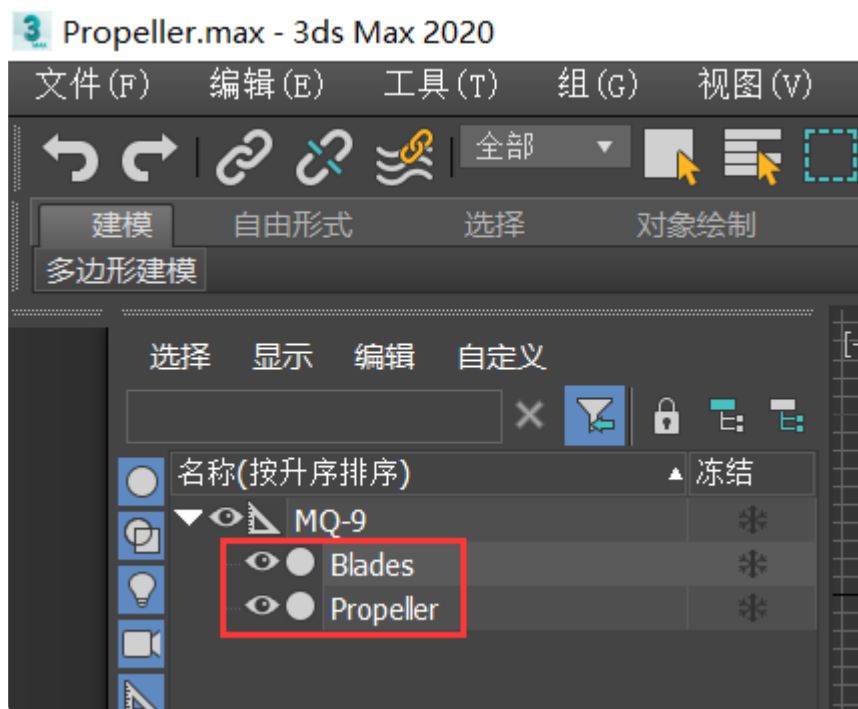 Propeller.max - 3ds Max 2020
文件(F) 编辑(E) 工具(T) 组(G) 视图(V)
全部
建模 自由形式 选择 对象绘制
多边形建模
选择 显示 编辑 自定义
名称(按升序排序) 冻结
MQ-9
Blades
Propeller